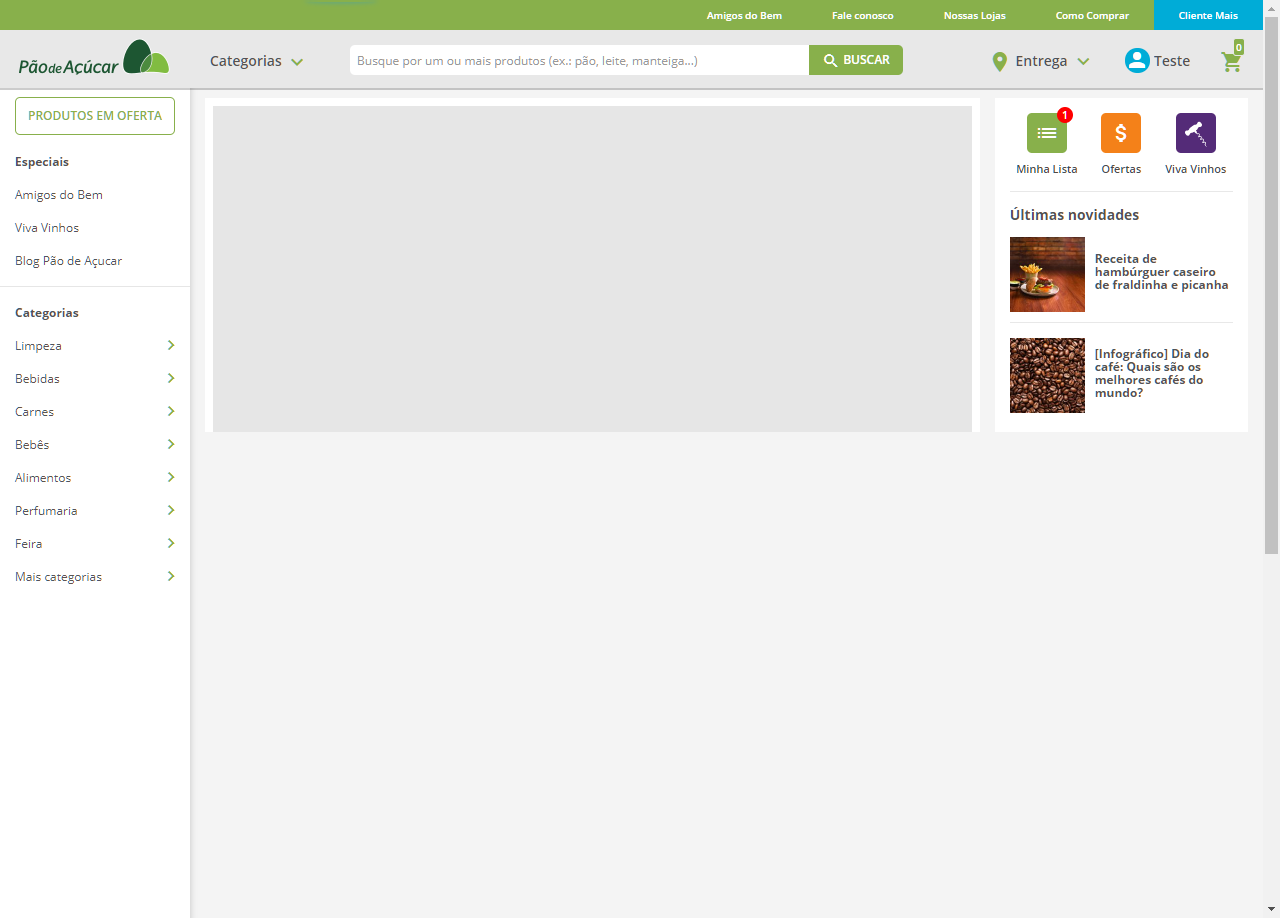 Amigos do Bem
Fale conosco
Nossas Lojas
Como Comprar
Cliente Mais
Pão de Açúcar
Categorias
Busque por um ou mais produtos (ex.: pão, leite, manteiga...)
BUSCAR
Entrega
Teste
0
PRODUTOS EM OFERTA
Especiais
Amigos do Bem
Viva Vinhos
Blog Pão de Açucar
Categorias
Limpeza
Bebidas
Carnes
Bebês
Alimentos
Perfumaria
Feira
Mais categorias
1
$
Minha Lista
Ofertas
Viva Vinhos
Últimas novidades
Receita de
hambúrguer caseiro
de fraldinha e picanha
[Infográfico] Dia do
café: Quais são os
melhores cafés do
mundo?